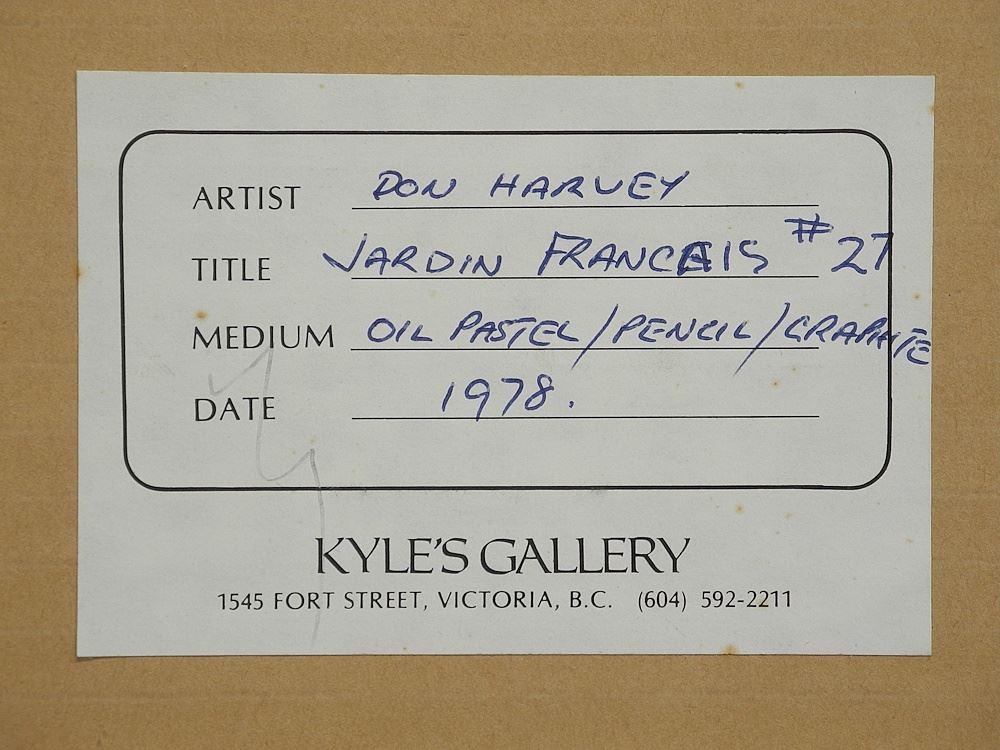 ARTIST DON HARVEY
TITLE JARDIN FRANCAIS #27
MEDIUM OIL PASTEL/PENCIL/GRAPHITE
DATE 1978.
KYLE'S GALLERY
1545 FORT STREET, VICTORIA, B.C. (604) 592-2211